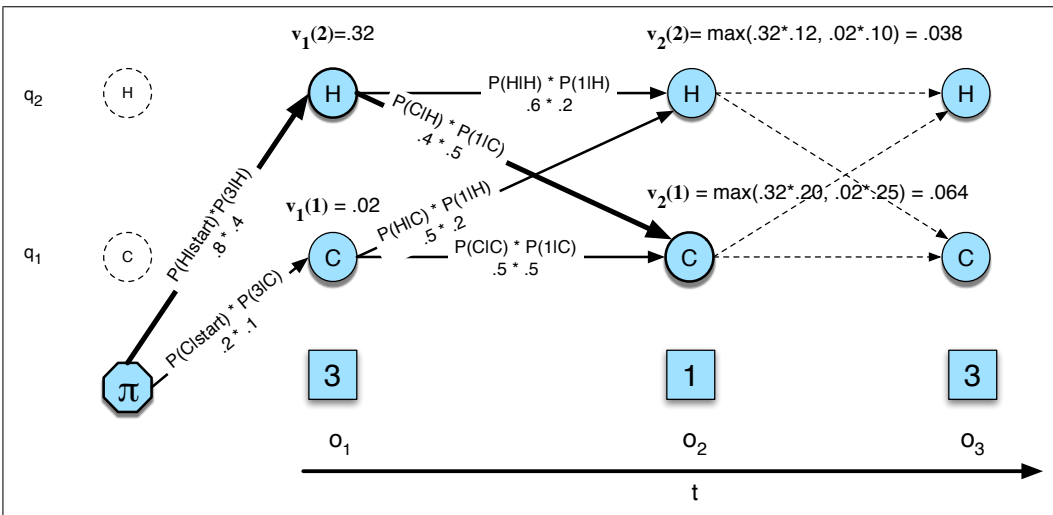 v1(2)=.32
v2(2)= max(.32*.12, .02*.10) = .038
q2
H
H
P(H|H) * P(1|H)
.6 * .2
H
H
P(C|H) * P(1|C)
.4 * .5
P(H|start)*P(3|H)
.8 * .4
v1(1) = .02
P(H|C) * P(1|H)
.5 * .2
v2(1) = max(.32*.20, .02*.25) = .064
q1
C
C
P(C|C) * P(1|C)
.5 * .5
C
C
P(C|start) * P(3|C)
.2 * .1
π
3
1
3
o1
o2
o3
t